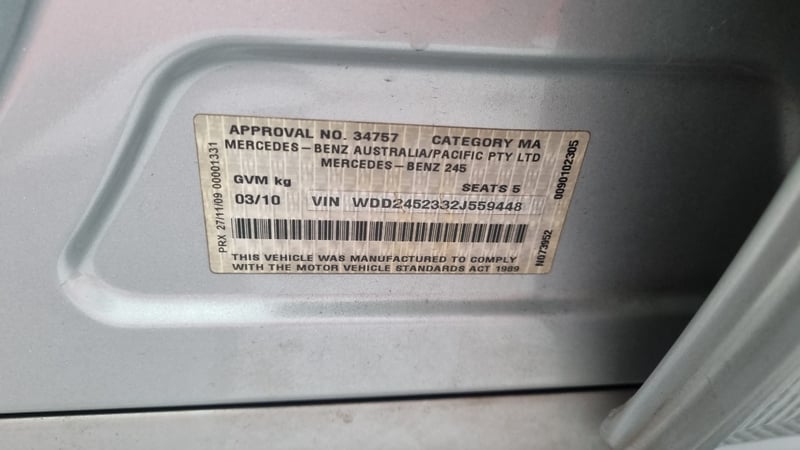 APPROVAL NO. 34757 CATEGORY MA
MERCEDES-BENZ AUSTRALIA/PACIFIC PTY LTD
MERCEDES-BENZ 245
GVM kg SEATS 5
03/10 VIN WDD2452332J559448
THIS VEHICLE WAS MANUFACTURED TO COMPLY
WITH THE MOTOR VEHICLE STANDARDS ACT 1989
PRX 27/11/09 00001331
N073952 0090102305